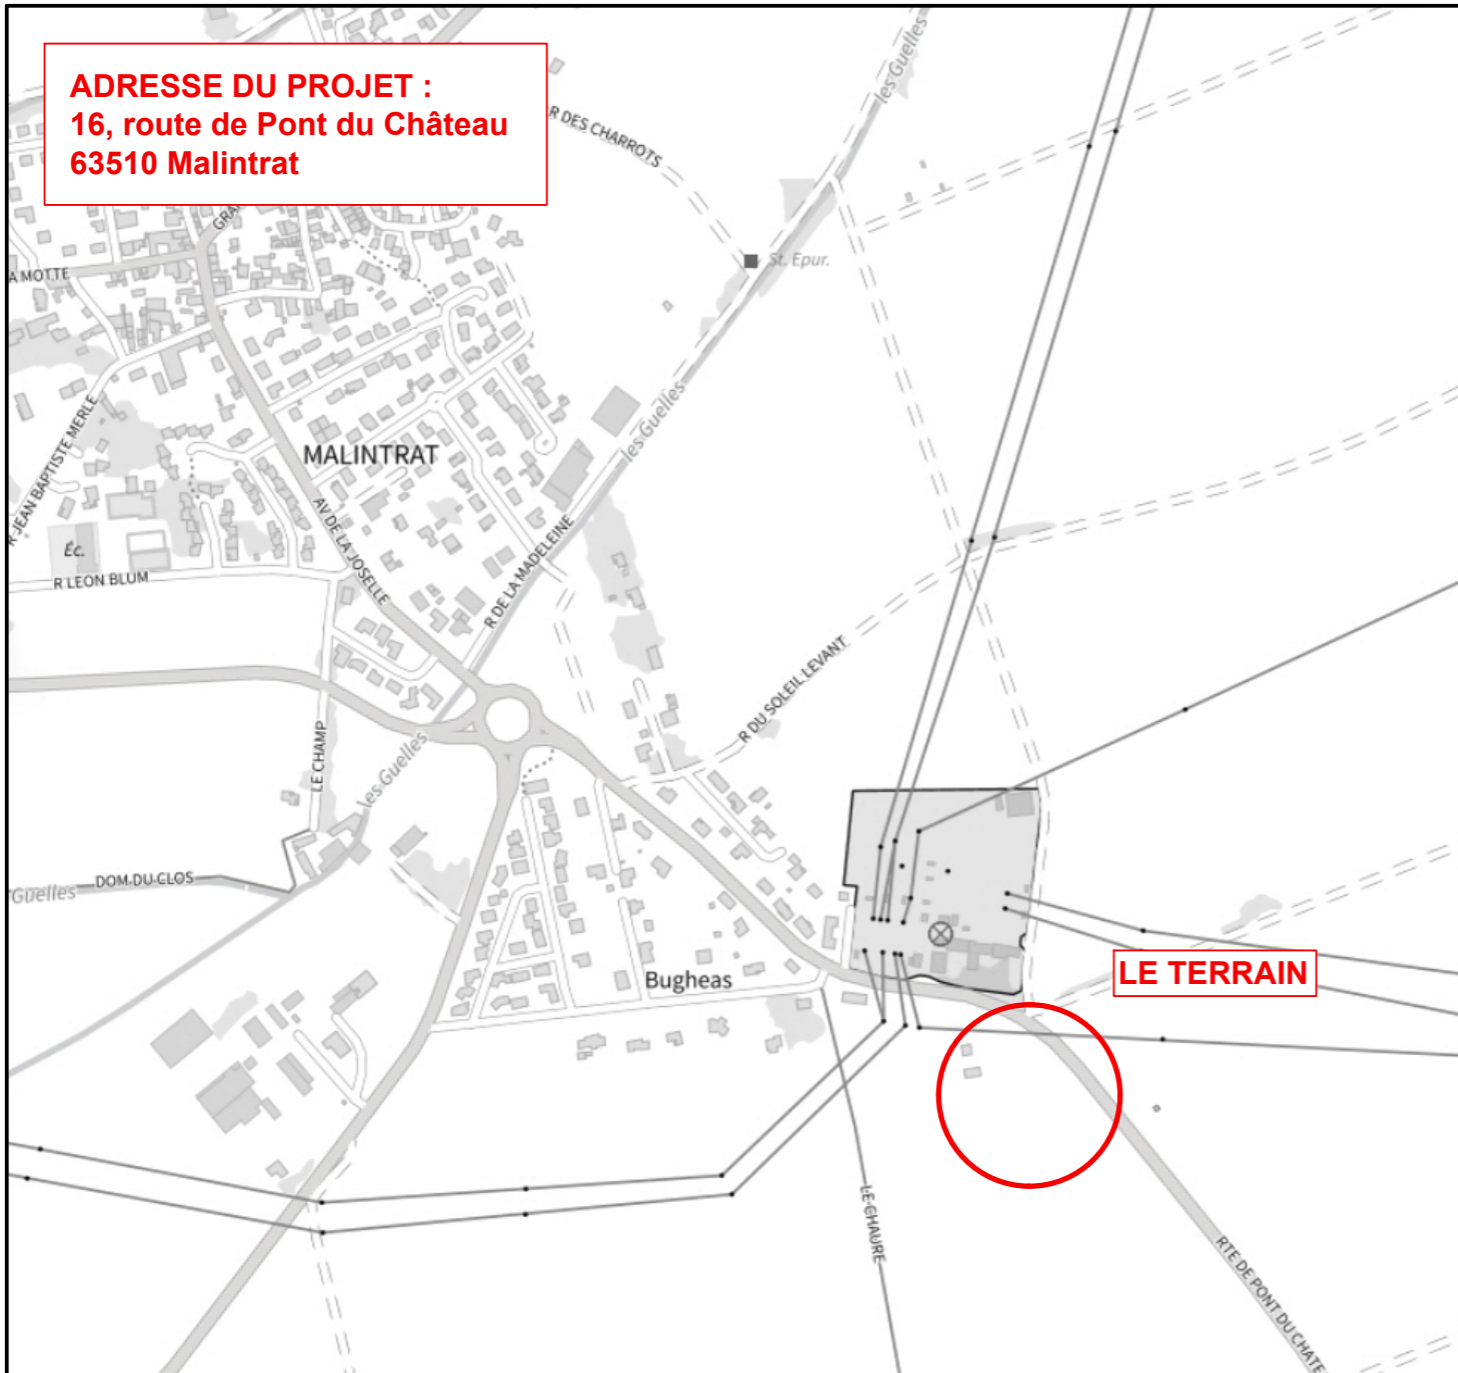 ADRESSE DU PROJET :
16, route de Pont du Château
63510 Malintrat
les Guelles
R DES CHARROTS
St. Epur.
A MOTTE
GRA
R JEAN BAPTISTE MERLE
MALINTRAT
les Guelles
Éc.
R LEON BLUM
AV DE LA JOSELLE
R DE LA MADELEINE
R DU SOLEIL LEVANT
LE CHAMP
les Guelles
Guelles
DOM DU CLOS
Bugheas
LE TERRAIN
LE CHAURE
RTE DE PONT DU CHATE